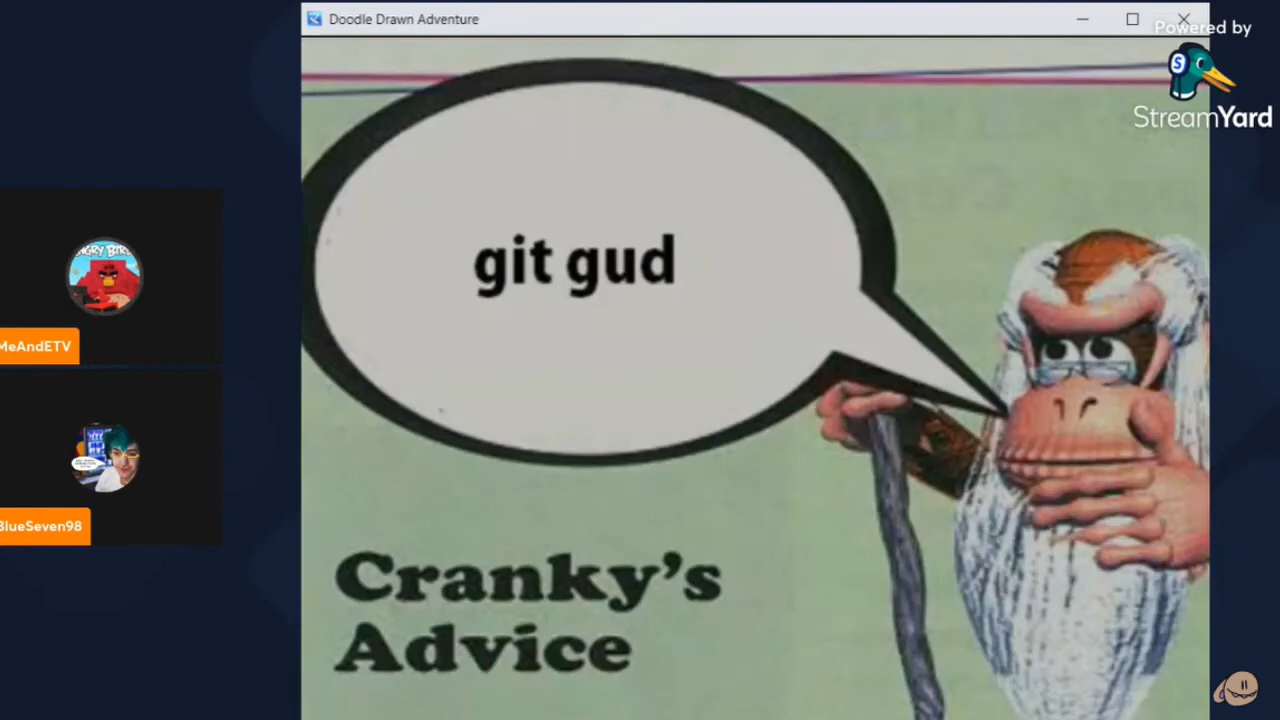 Doodle Drawn Adventure
Powered by
StreamYard
git gud
MeAndETV
BlueSeven98
Cranky's
Advice